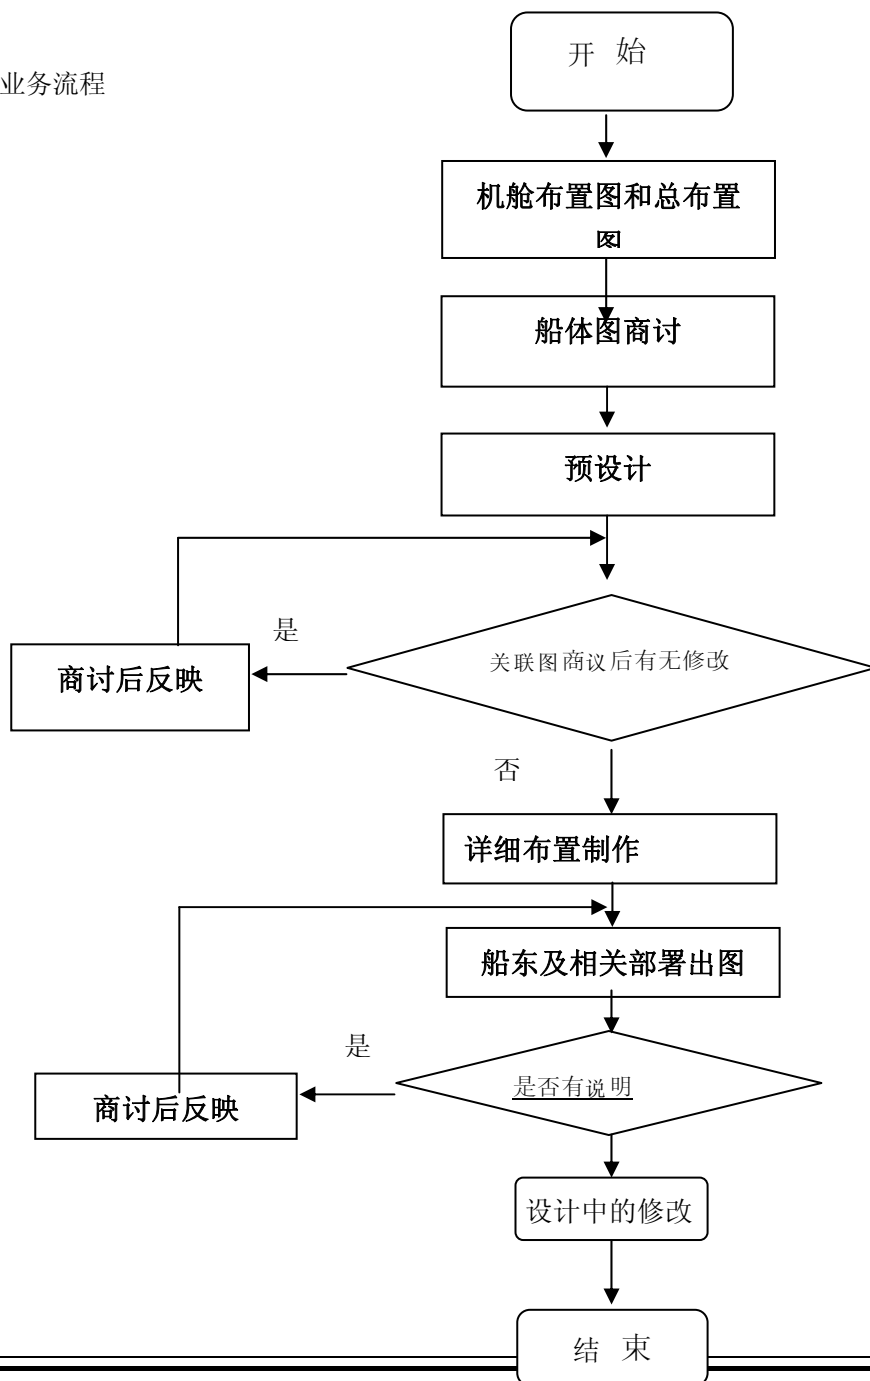 开 始
业务流程
机舱布置图和总布置
图
船体图商讨
预设计
是
关联图商议后有无修改
商讨后反映
否
详细布置制作
船东及相关部署出图
是
是否有说明
商讨后反映
设计中的修改
结 束